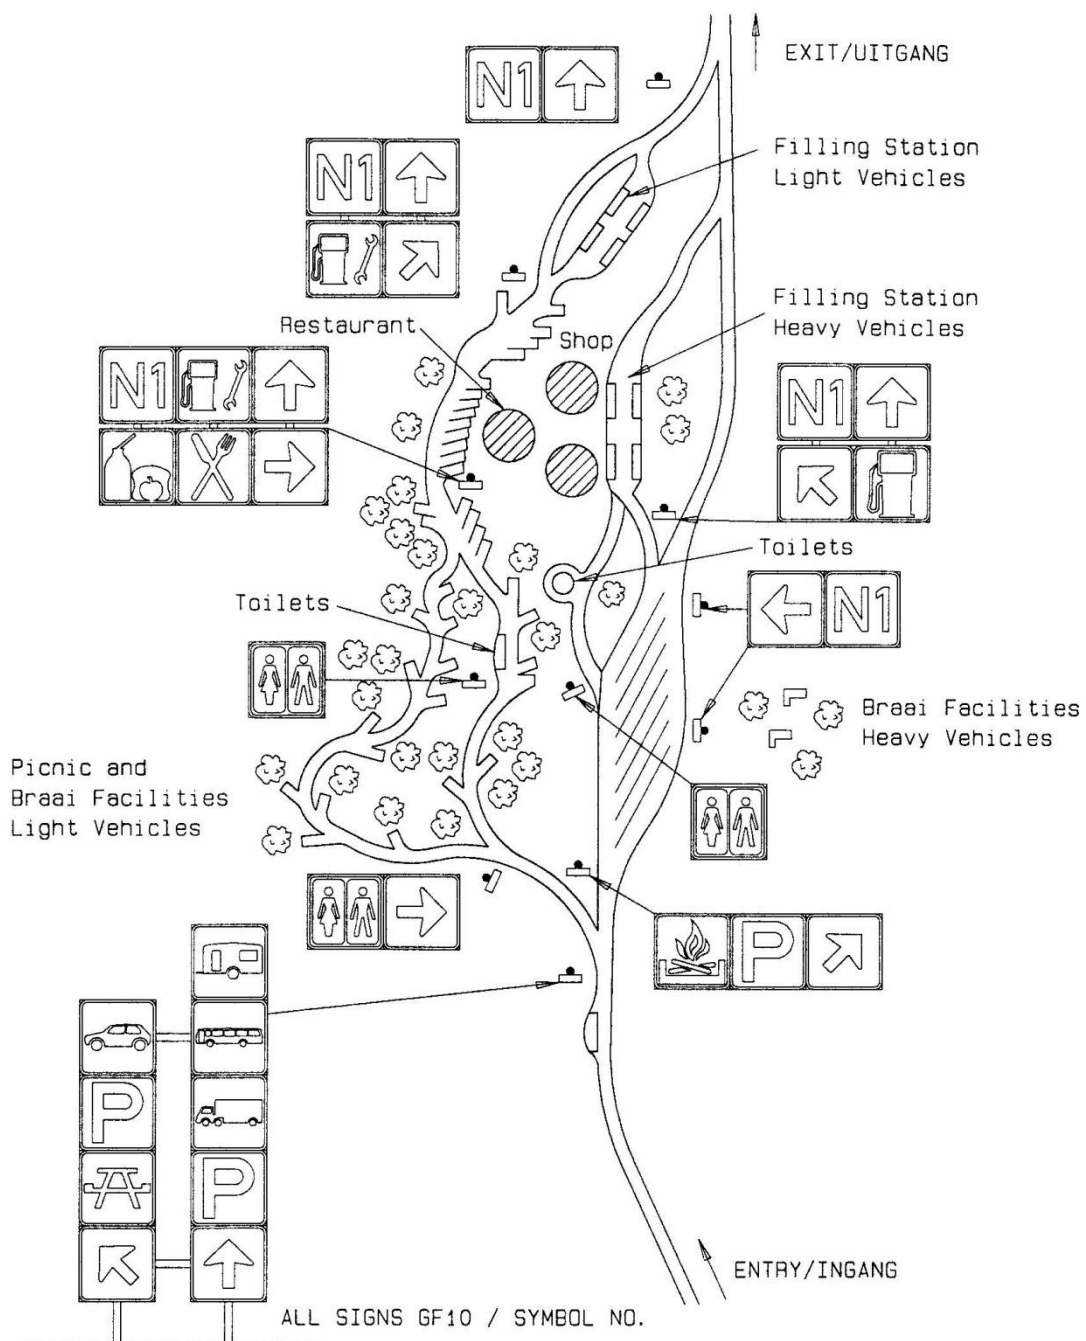 EXIT/UITGANG
N1
N1
Filling Station
Light Vehicles
Filling Station
Heavy Vehicles
Restaurant
Shop
N1
N1
Toilets
Toilets
N1
Braai Facilities
Heavy Vehicles
Picnic and
Braai Facilities
Light Vehicles
P
P
P
ENTRY/INGANG
ALL SIGNS GF10 / SYMBOL NO.